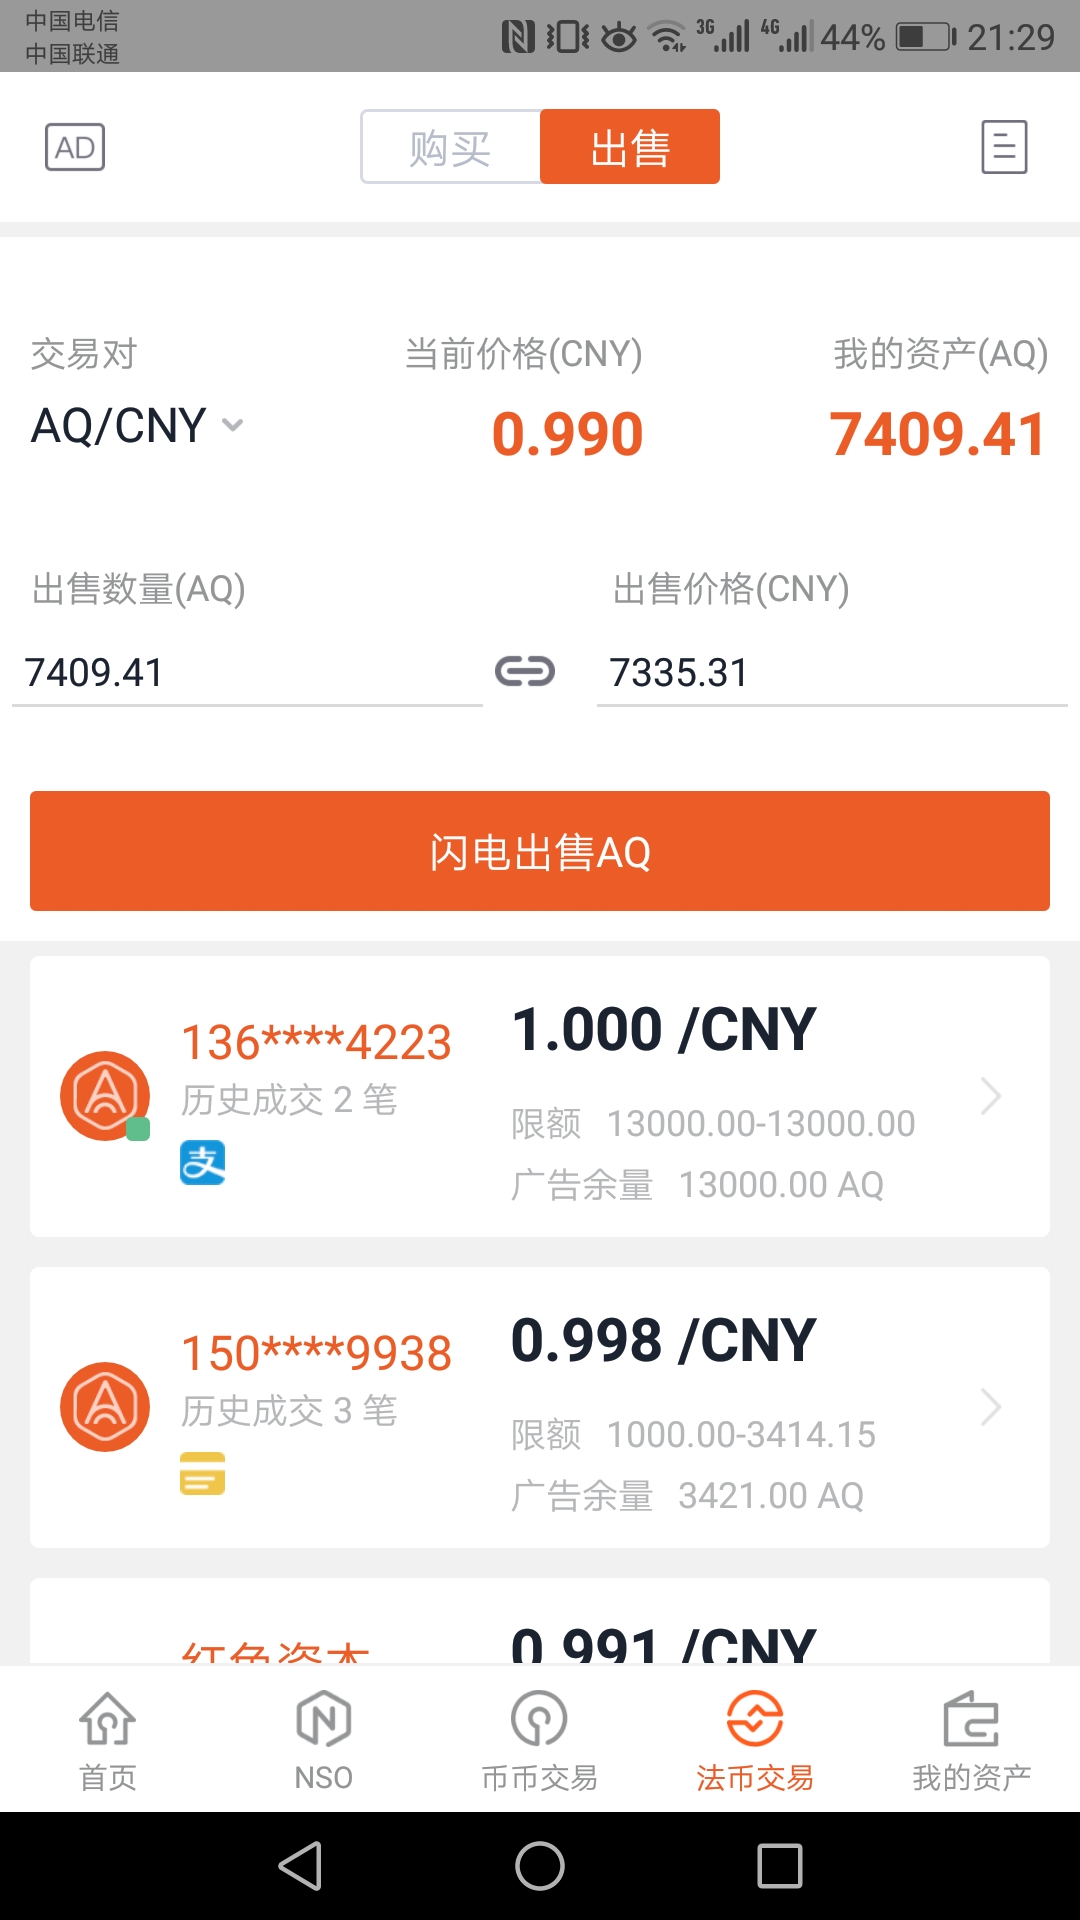 中国电信
中国联通
3G 4G 44% 21:29
AD 购买 出售
交易对 当前价格(CNY) 我的资产(AQ)
AQ/CNY 0.990 7409.41
出售数量(AQ) 出售价格(CNY)
7409.41 7335.31
闪电出售AQ
136****4223 1.000 /CNY
历史成交 2 笔
限额 13000.00-13000.00
支
广告余量 13000.00 AQ
150****9938 0.998 /CNY
历史成交 3 笔
限额 1000.00-3414.15
广告余量 3421.00 AQ
红色资本 0.991 /CNY
首页 NSO 币币交易 法币交易 我的资产